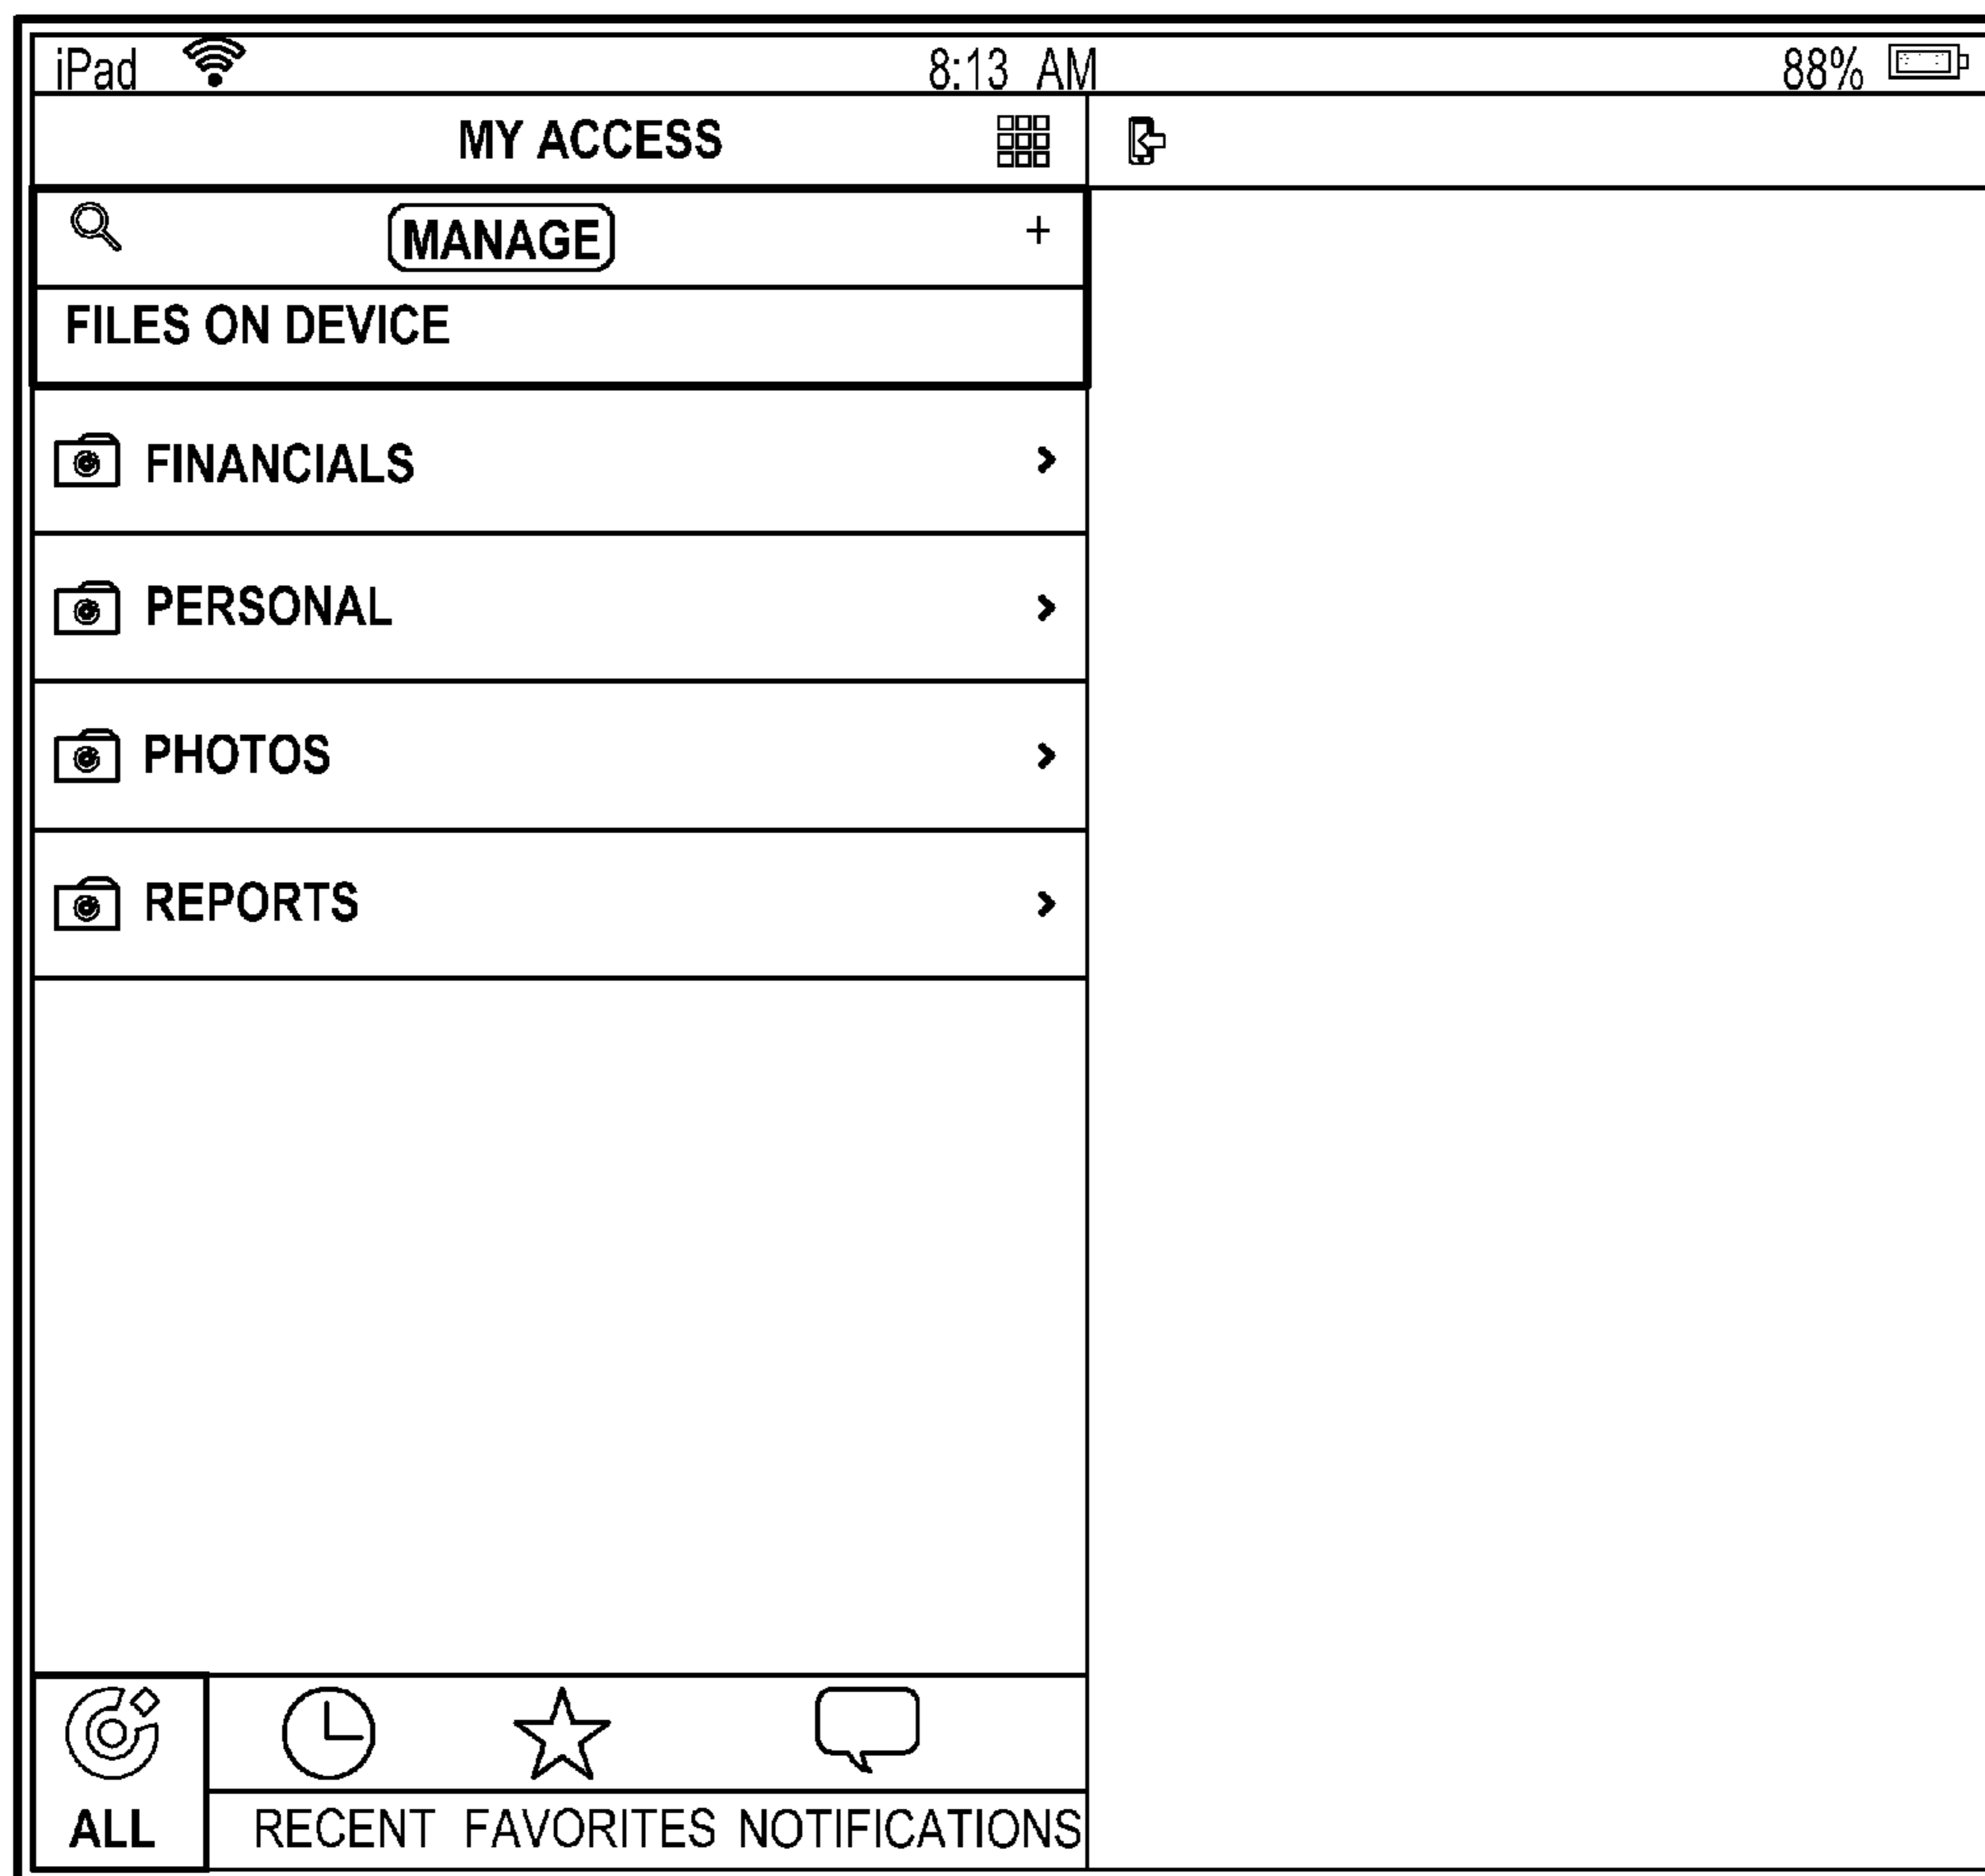 iPad 8:13 AM 88%
MY ACCESS
MANAGE +
FILES ON DEVICE
FINANCIALS
PERSONAL
PHOTOS
REPORTS
ALL RECENT FAVORITES NOTIFICATIONS